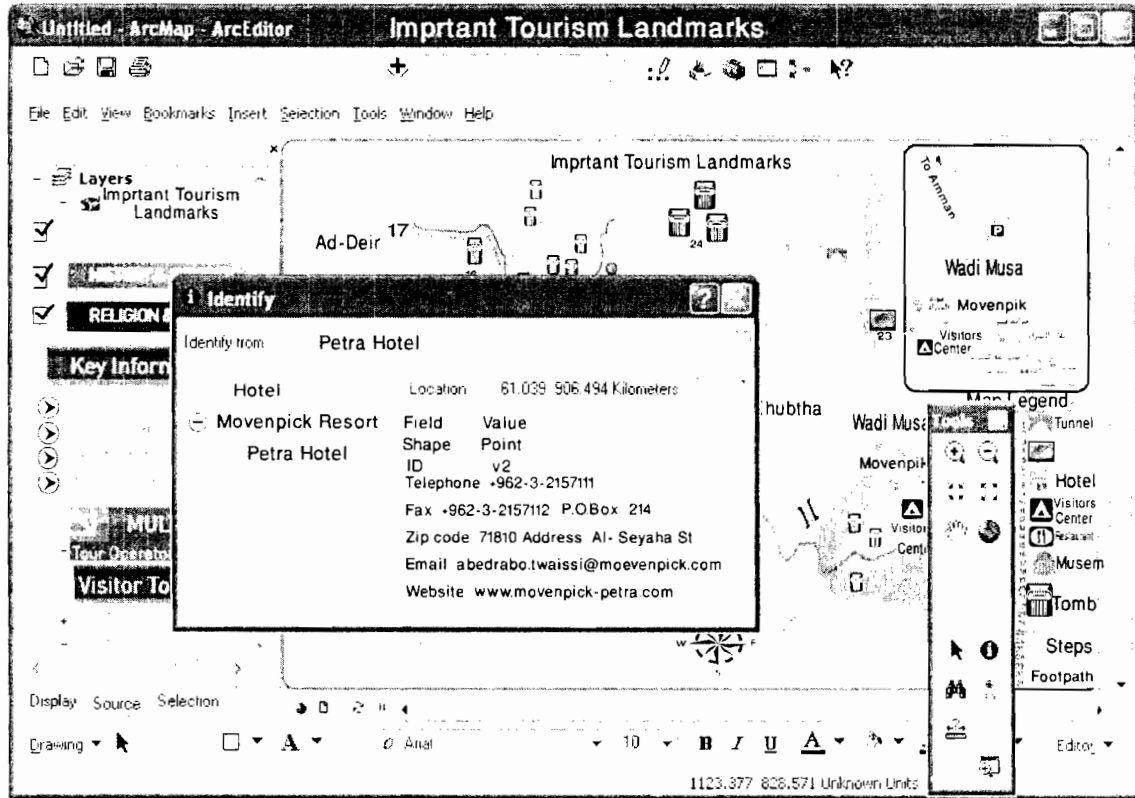 Untitled - ArcMap - ArcEditor
Imprtant Tourism Landmarks
File Edit View Bookmarks Insert Selection Tools Window Help
Layers
Imprtant Tourism
Landmarks
RELIGION &
Key Inforn
MUL
Tour Operato
Visitor To
Display Source Selection
Imprtant Tourism Landmarks
Ad-Deir 17
24
23
hubtha
Wadi Musa
Movenpik
Visitor
Cent
W
To Amman
P
Wadi Musa
Movenpik
Visitors
Center
Identify
Identify from Petra Hotel
Hotel
Location 61.039 906.494 Kilometers
Movenpick Resort
Petra Hotel
Field Value
Shape Point
ID v2
Telephone +962-3-2157111
Fax +962-3-2157112 P.OBox 214
Zip code 71810 Address Al- Seyaha St
Email abedrabo.twaissi@moevenpick.com
Website www.movenpick-petra.com
Map Legend
Tunnel
Hotel
Visitors
Center
Restaurant
Musem
Tomb
Steps
Footpath
Tools
Drawing
A
Arial
10
B I U A
Editor
1123.377 828.571 Unknown Units